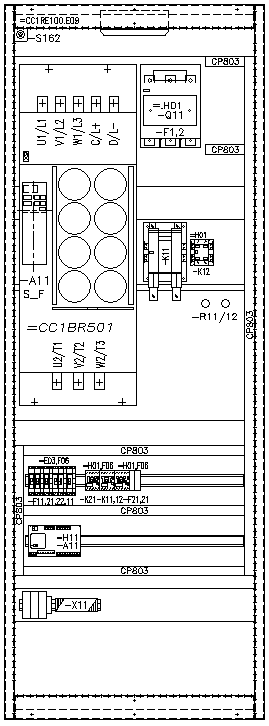 =CC1RE100.E09
-S162
CP803
U1/L1
V1/L2
W1/L3
C/L+
D/L-
=.HD1
-Q11
-F1,2
CP803
-K11
=H01
-K12
-A11
S_F
-R11/12
CP803
=CC1BR501
U2/T1
V2/T2
W2/T3
CP803
=E03,F06
=H01,F06
=H01,F06
-F11,21,22,11
-K21-K11,12-F21,21
CP803
CP803
=H11
-A11
CP803
-X11